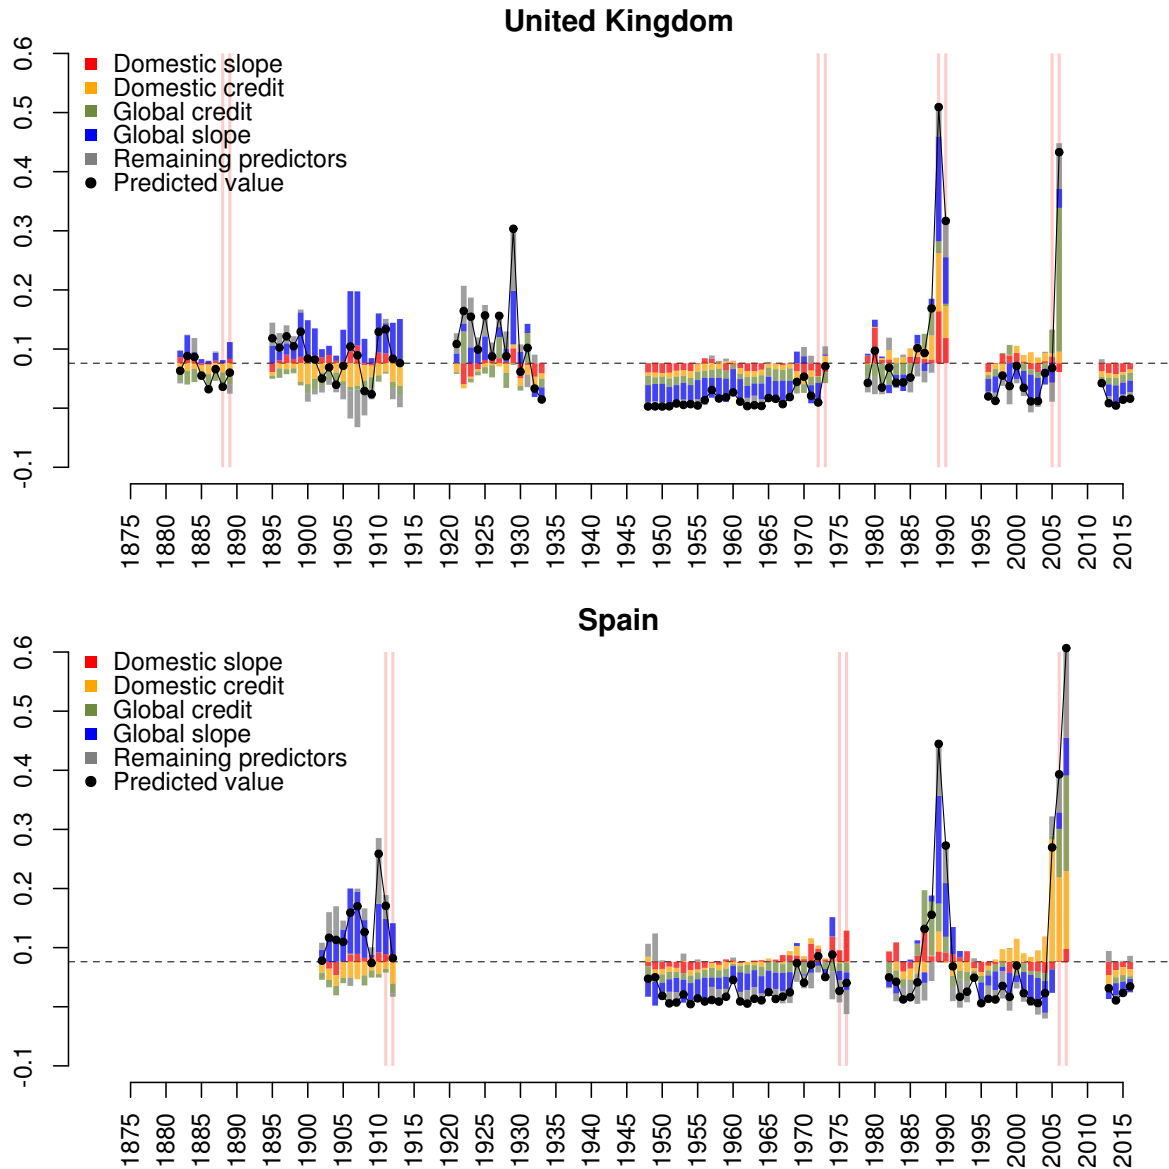 United Kingdom
0.6
0.5
0.4
0.3
0.2
0.1
-0.1
Domestic slope
Domestic credit
Global credit
Global slope
Remaining predictors
Predicted value
1875 1880 1885 1890 1895 1900 1905 1910 1915 1920 1925 1930 1935 1940 1945 1950 1955 1960 1965 1970 1975 1980 1985 1990 1995 2000 2005 2010 2015
Spain
0.6
0.5
0.4
0.3
0.2
0.1
-0.1
Domestic slope
Domestic credit
Global credit
Global slope
Remaining predictors
Predicted value
1875 1880 1885 1890 1895 1900 1905 1910 1915 1920 1925 1930 1935 1940 1945 1950 1955 1960 1965 1970 1975 1980 1985 1990 1995 2000 2005 2010 2015